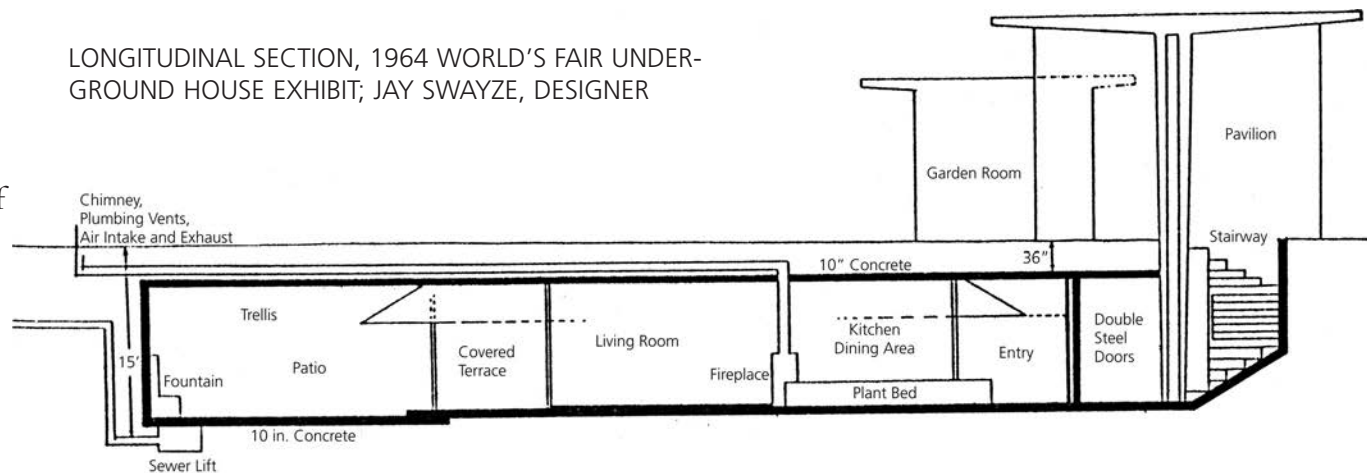 LONGITUDINAL SECTION, 1964 WORLD'S FAIR UNDER-
GROUND HOUSE EXHIBIT; JAY SWAYZE, DESIGNER
f
Pavilion
Garden Room
Chimney,
Plumbing Vents,
Air Intake and Exhaust
Stairway
36"
10" Concrete
Trellis
Double
Steel
Doors
Kitchen
Dining Area
Living Room
Covered
Terrace
Entry
15'
Patio
Fireplace
Fountain
Plant Bed
10 in. Concrete
Sewer Lift